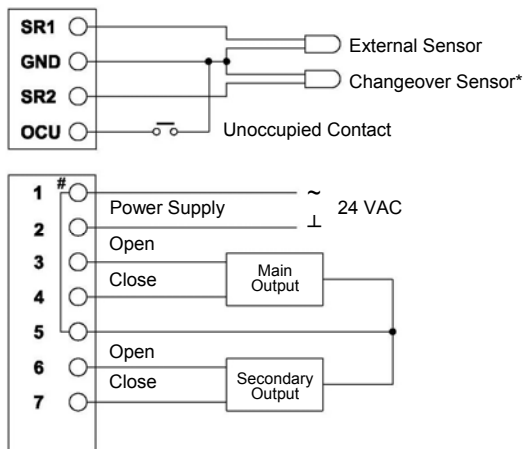 SR1
External Sensor
GND
Changeover Sensor*
SR2
OCU Unoccupied Contact
1 # ~
Power Supply 24 VAC
2 ⊥
Open
3
Main
Output
Close
4
5
Open
6
Close
Secondary
Output
7